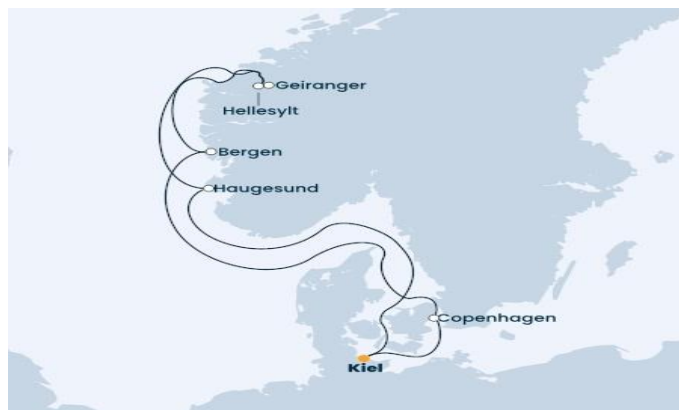 Geiranger
Hellesylt
Bergen
Haugesund
Copenhagen
Kiel